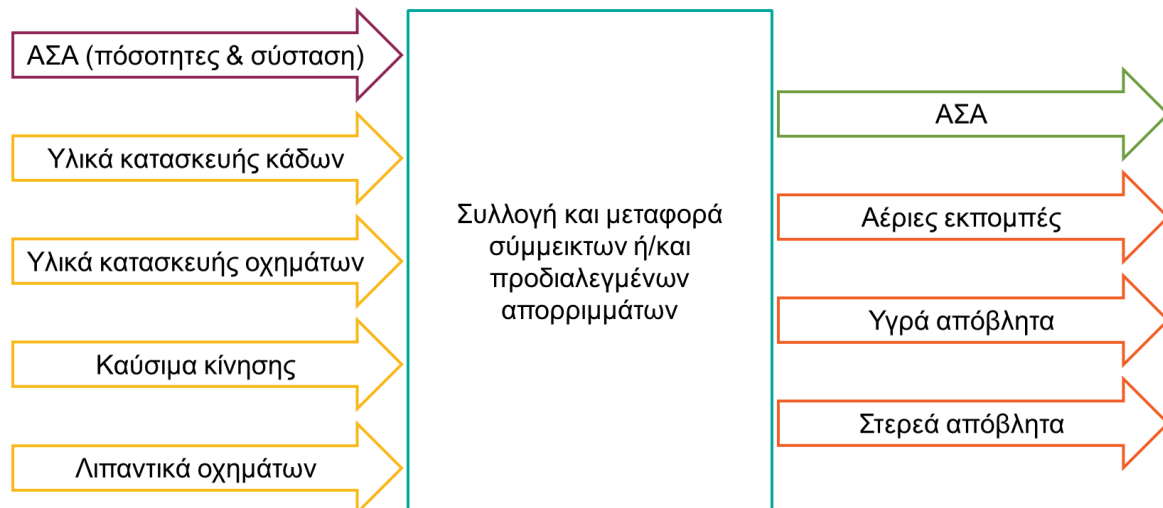 ΑΣΑ (πόσοτητες & σύσταση)
Υλικά κατασκευής κάδων
Υλικά κατασκευής οχημάτων
Καύσιμα κίνησης
Λιπαντικά οχημάτων
Συλλογή και μεταφορά
σύμμεικτων ή/και
προδιαλεγμένων
απορριμμάτων
ΑΣΑ
Αέριες εκπομπές
Υγρά απόβλητα
Στερεά απόβλητα